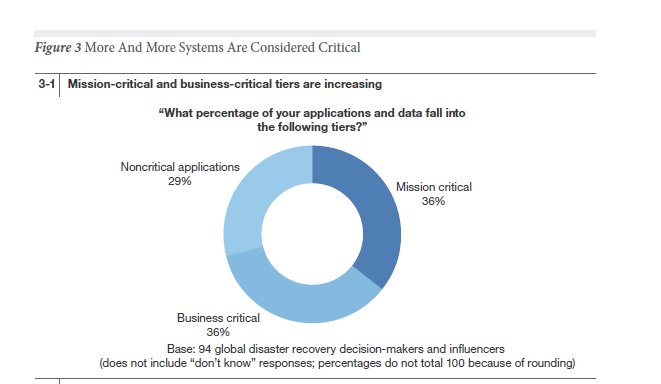 Figure 3 More And More Systems Are Considered Critical
3-1 Mission-critical and business-critical tiers are increasing
“What percentage of your applications and data fall into
the following tiers?”
Noncritical applications
29%
Mission critical
36%
Business critical
36%
Base: 94 global disaster recovery decision-makers and influencers
(does not include “don’t know” responses; percentages do not total 100 because of rounding)